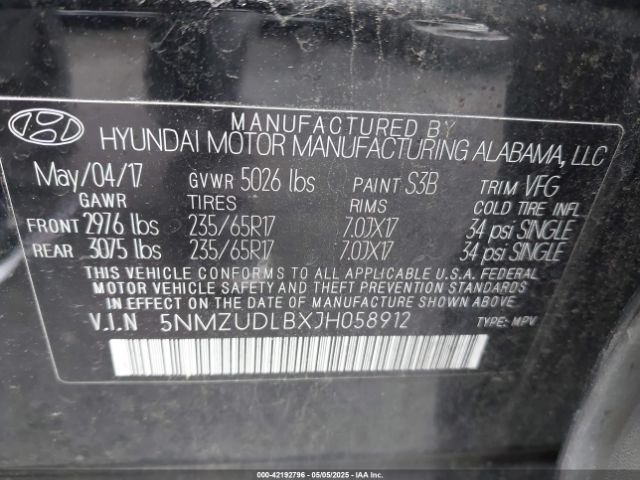 MANUFACTURED BY
HYUNDAI MOTOR MANUFACTURING ALABAMA, LLC
May/04/17 GVWR 5026 lbs PAINT S3B TRIM VFG
GAWR TIRES RIMS COLD TIRE INFL
FRONT 2976 lbs 235/65R17 7.0JX17 34 psi SINGLE
REAR 3075 lbs 235/65R17 7.0JX17 34 psi SINGLE
THIS VEHICLE CONFORMS TO ALL APPLICABLE U.S.A. FEDERAL
MOTOR VEHICLE SAFETY AND THEFT PREVENTION STANDARDS
IN EFFECT ON THE DATE OF MANUFACTURE SHOWN ABOVE.
V.I.N 5NMZUDLBXJH058912 TYPE: MPV
000-42192796 - 05/05/2025 - IAAI.COM